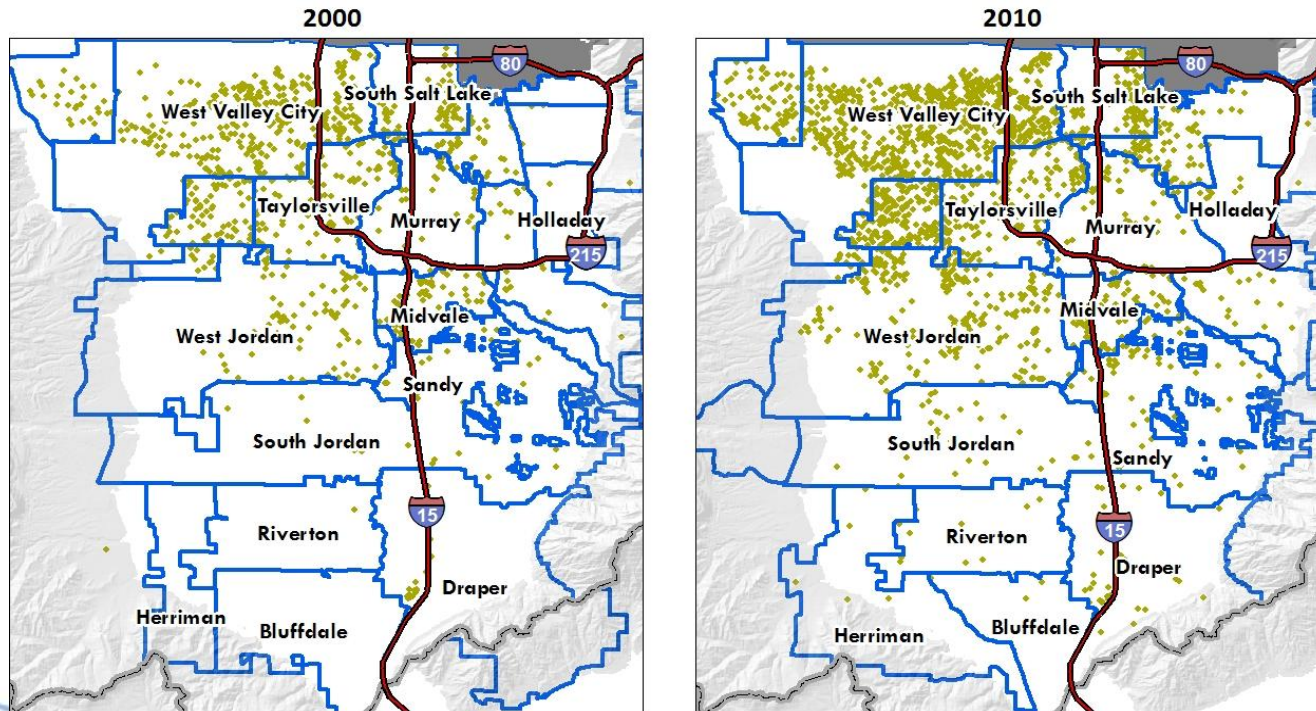 2000
80
West Valley City
South Salt Lake
Taylorsville
Murray
Holladay
215
Midvale
West Jordan
Sandy
South Jordan
15
Riverton
Draper
Herriman
Bluffdale
2010
80
West Valley City
South Salt Lake
Taylorsville
Murray
Holladay
215
Midvale
West Jordan
South Jordan
Sandy
15
Riverton
Draper
Bluffdale
Herriman